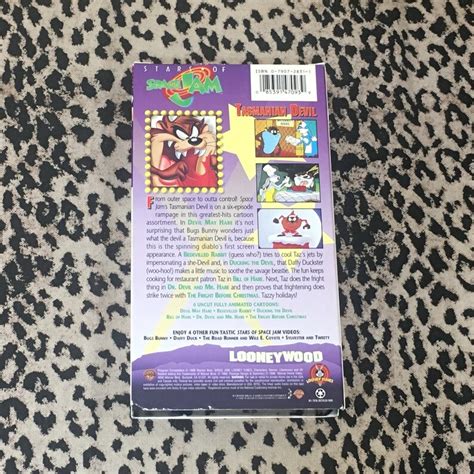 STARS OF
SPACE JAM
ISBN 0-7907-2871-1
TASMANIAN DEVIL
From outer space to outta control! Space
Jam's Tasmanian Devil is on a six-episode
rampage in this greatest-hits cartoon
assortment. In DEVIL MAY HARE it's not
surprising that Bugs Bunny wonders just
what the devil a Tasmanian Devil is, because
this is the spinning diablo's first screen
appearance. A BEDEVILLED RABBIT (guess who?) tries to cool Taz's jets by
impersonating a she-Devil and, in DUCKING THE DEVIL, that Daffy Duckster
(woo-hoo!) makes a little music to soothe the savage beastie. The fun keeps
cooking for restaurant patron Taz in BILL OF HARE. Next, Taz does the fright
thing in DR. DEVIL AND MR. HARE and then proves that frightening does
strike twice with THE FRIGHT BEFORE CHRISTMAS. Tazzy holidays!
6 UNCUT FULLY-ANIMATED CARTOONS:
DEVIL MAY HARE • BEDEVILLED RABBIT • DUCKING THE DEVIL
BILL OF HARE • DR. DEVIL AND MR. HARE • THE FRIGHT BEFORE CHRISTMAS
ENJOY 4 OTHER FUN-TASTIC STARS OF SPACE JAM VIDEOS:
BUGS BUNNY • DAFFY DUCK • THE ROAD RUNNER AND WILE E. COYOTE • SYLVESTER AND TWEETY
LOONEYWOOD
LOONEY TUNES